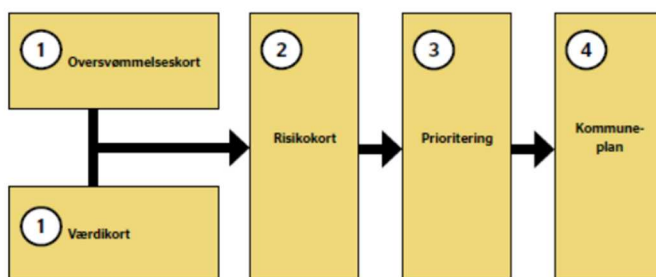 1
Oversvømmelseskort
1
Værdikort
2
Risikokort
3
Prioritering
4
Kommune-
plan